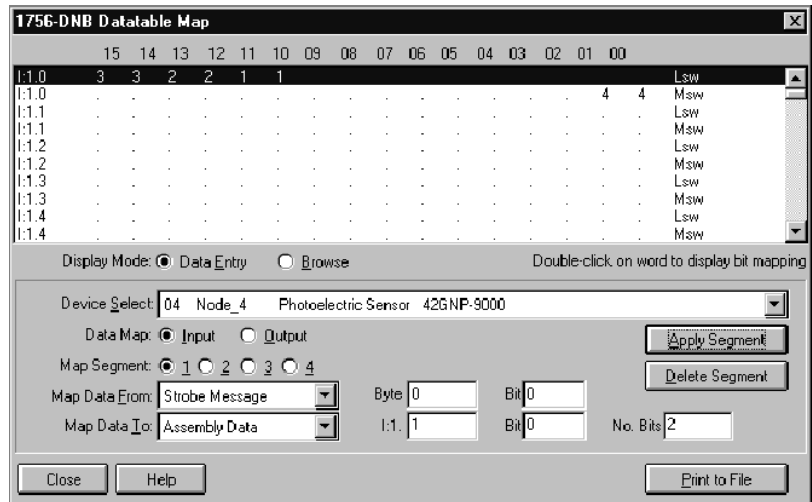 1756-DNB Datatable Map
15 14 13 12 11 10 09 08 07 06 05 04 03 02 01 00
I:1.0 3 3 2 2 1 1 Lsw
I:1.0 . . . . . . . . . . . . . . 4 4 Msw
I:1.1 . . . . . . . . . . . . . . . . Lsw
I:1.1 . . . . . . . . . . . . . . . . Msw
I:1.2 . . . . . . . . . . . . . . . . Lsw
I:1.2 . . . . . . . . . . . . . . . . Msw
I:1.3 . . . . . . . . . . . . . . . . Lsw
I:1.3 . . . . . . . . . . . . . . . . Msw
I:1.4 . . . . . . . . . . . . . . . . Lsw
I:1.4 . . . . . . . . . . . . . . . . Msw
Display Mode: Data Entry Browse Double-click on word to display bit mapping
Device Select: 04 Node_4 Photoelectric Sensor 42GNP-9000
Data Map: Input Output Apply Segment
Map Segment: 1 2 3 4 Delete Segment
Map Data From: Strobe Message Byte 0 Bit 0
Map Data To: Assembly Data I:1. 1 Bit 0 No. Bits 2
Close Help Print to File